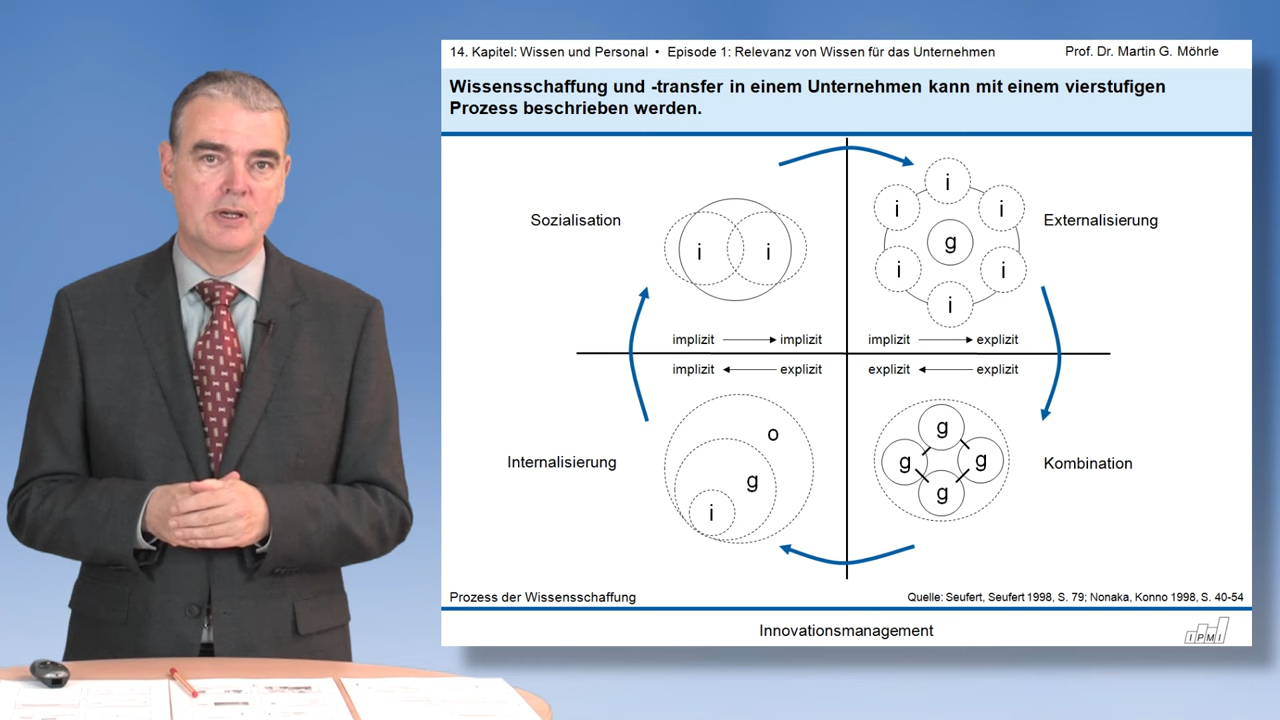 14. Kapitel: Wissen und Personal • Episode 1: Relevanz von Wissen für das Unternehmen
Prof. Dr. Martin G. Möhrle
Wissensschaffung und -transfer in einem Unternehmen kann mit einem vierstufigen
Prozess beschrieben werden.
Sozialisation
i i
implizit implizit
Externalisierung
i
i i
g
i i
i
implizit explizit
implizit explizit
Internalisierung
o
g
i
explizit explizit
Kombination
g
g g
g
Prozess der Wissensschaffung
Quelle: Seufert, Seufert 1998, S. 79; Nonaka, Konno 1998, S. 40-54
Innovationsmanagement
IPMI